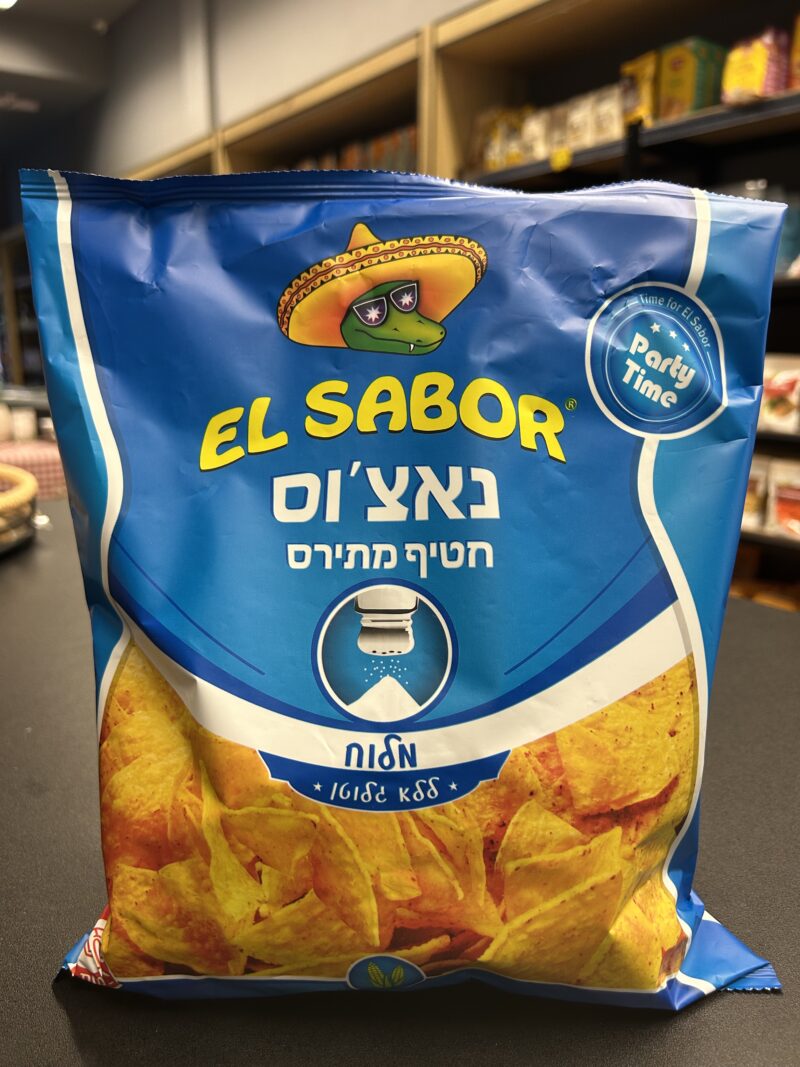 Time for El Sabor
Party
Time
EL SABOR®
נאצ'וס
חטיף מתירס
מלוח
ללא גלוטן